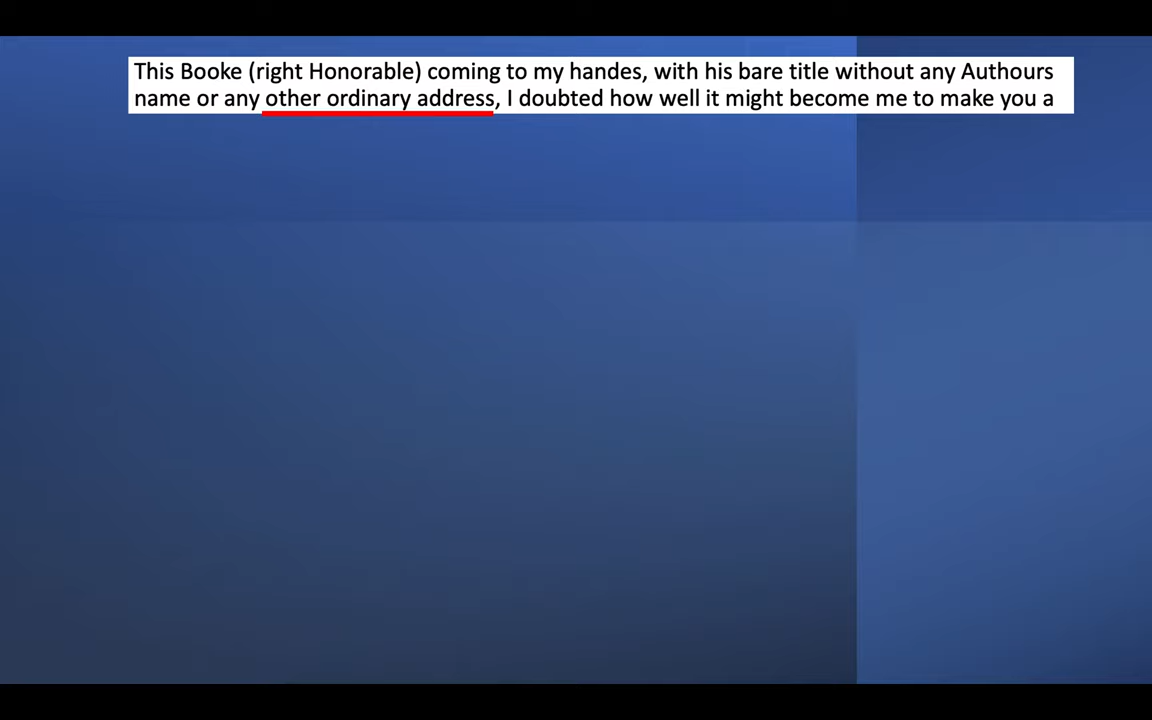 This Booke (right Honorable) coming to my handes, with his bare title without any Authours
name or any other ordinary address, I doubted how well it might become me to make you a